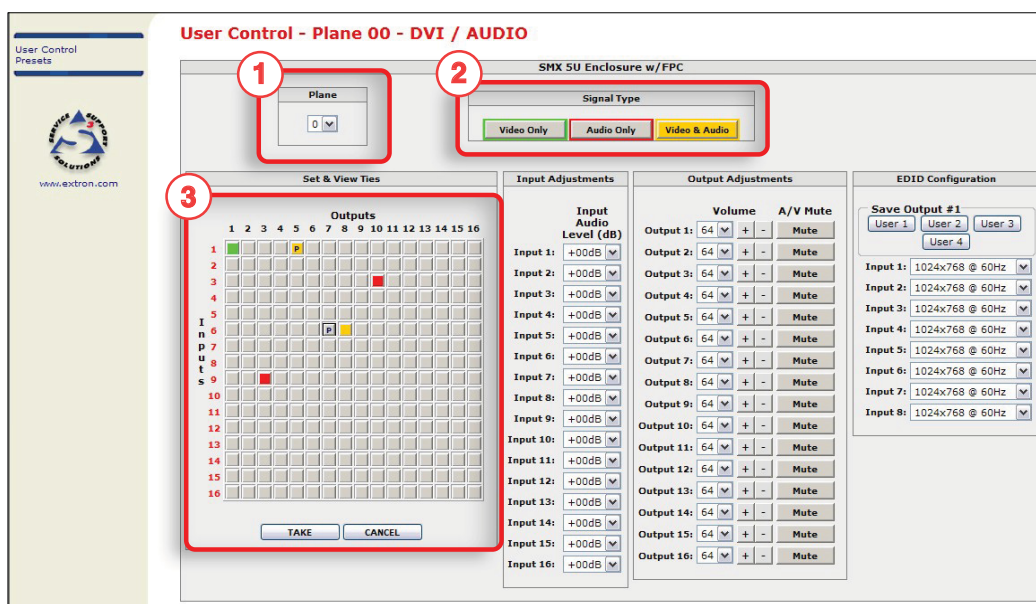 User Control - Plane 00 - DVI / AUDIO
User Control
Presets
SERVICE SUPPORT SOLUTIONS
S3
www.extron.com
SMX 5U Enclosure w/FPC
1
Plane
0
2
Signal Type
Video Only Audio Only Video & Audio
3
Set & View Ties
Outputs
1 2 3 4 5 6 7 8 9 10 11 12 13 14 15 16
Inputs
1 P
2
3
4
5
6 P
7
8
9
10
11
12
13
14
15
16
TAKE CANCEL
Input Adjustments
Input
Audio
Level (dB)
Input 1: +00dB
Input 2: +00dB
Input 3: +00dB
Input 4: +00dB
Input 5: +00dB
Input 6: +00dB
Input 7: +00dB
Input 8: +00dB
Input 9: +00dB
Input 10: +00dB
Input 11: +00dB
Input 12: +00dB
Input 13: +00dB
Input 14: +00dB
Input 15: +00dB
Input 16: +00dB
Output Adjustments
Volume A/V Mute
Output 1: 64 + - Mute
Output 2: 64 + - Mute
Output 3: 64 + - Mute
Output 4: 64 + - Mute
Output 5: 64 + - Mute
Output 6: 64 + - Mute
Output 7: 64 + - Mute
Output 8: 64 + - Mute
Output 9: 64 + - Mute
Output 10: 64 + - Mute
Output 11: 64 + - Mute
Output 12: 64 + - Mute
Output 13: 64 + - Mute
Output 14: 64 + - Mute
Output 15: 64 + - Mute
Output 16: 64 + - Mute
EDID Configuration
Save Output #1
User 1 User 2 User 3
User 4
Input 1: 1024x768 @ 60Hz
Input 2: 1024x768 @ 60Hz
Input 3: 1024x768 @ 60Hz
Input 4: 1024x768 @ 60Hz
Input 5: 1024x768 @ 60Hz
Input 6: 1024x768 @ 60Hz
Input 7: 1024x768 @ 60Hz
Input 8: 1024x768 @ 60Hz